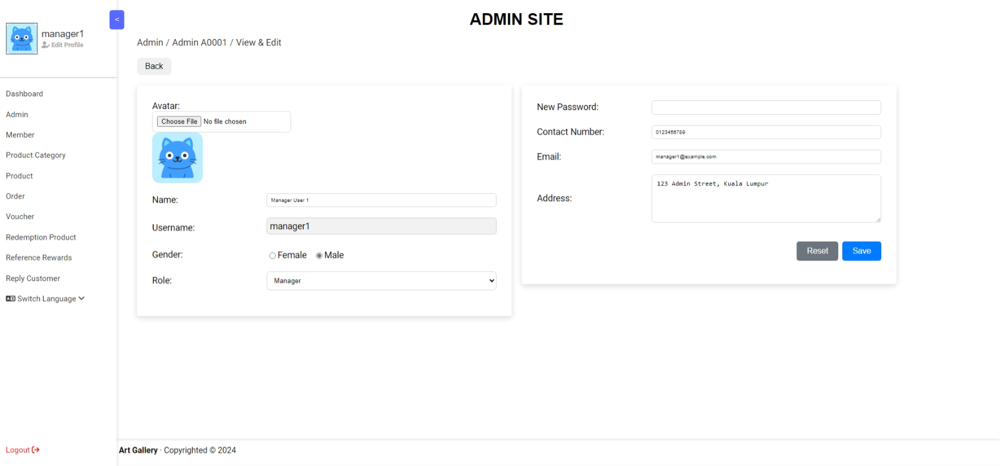 <
ADMIN SITE
manager1
Edit Profile
Admin / Admin A0001 / View & Edit
Back
Dashboard
Admin
Member
Product Category
Product
Order
Voucher
Redemption Product
Reference Rewards
Reply Customer
Switch Language
Logout
Avatar:
Choose File No file chosen
Name: Manager User 1
Username: manager1
Gender: Female Male
Role: Manager
New Password:
Contact Number: 0123456789
Email: manager1@example.com
Address: 123 Admin Street, Kuala Lumpur
Reset Save
Art Gallery · Copyrighted © 2024